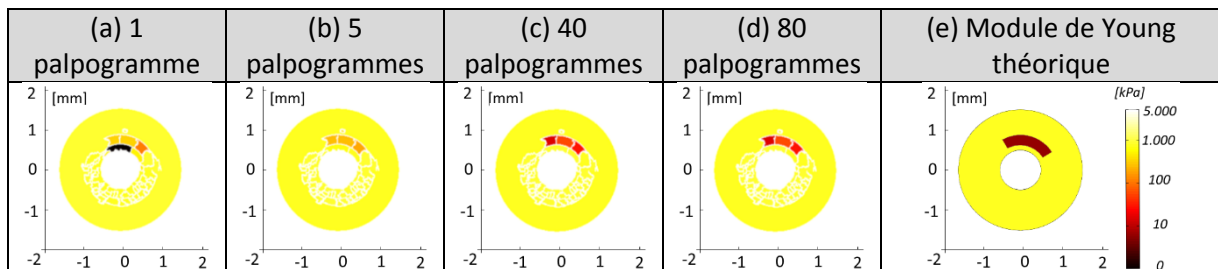 (a) 1 palpogramme
(b) 5 palpogrammes
(c) 40 palpogrammes
(d) 80 palpogrammes
(e) Module de Young théorique
2 [mm]
1
0
-1
-2 -1 0 1 2
2 [mm]
1
0
-1
-2 -1 0 1 2
2 [mm]
1
0
-1
-2 -1 0 1 2
2 [mm]
1
0
-1
-2 -1 0 1 2
2 [mm]
1
0
-1
-2 -1 0 1 2
[kPa]
5.000
1.000
100
10
0